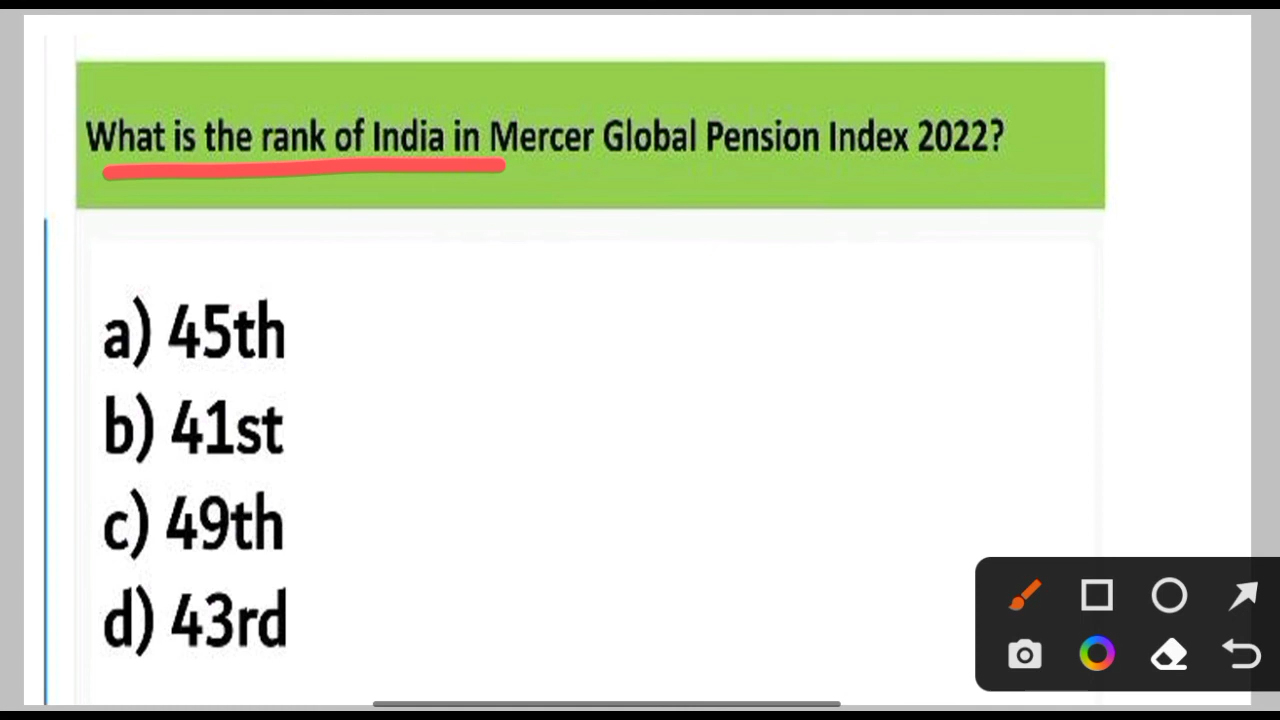 What is the rank of India in Mercer Global Pension Index 2022?
a) 45th
b) 41st
c) 49th
d) 43rd